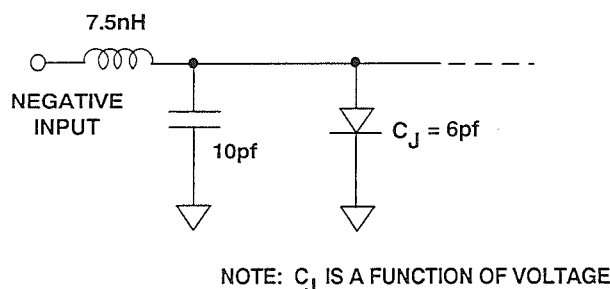 7.5nH
NEGATIVE
INPUT
10pf
CJ = 6pf
NOTE: CJ IS A FUNCTION OF VOLTAGE